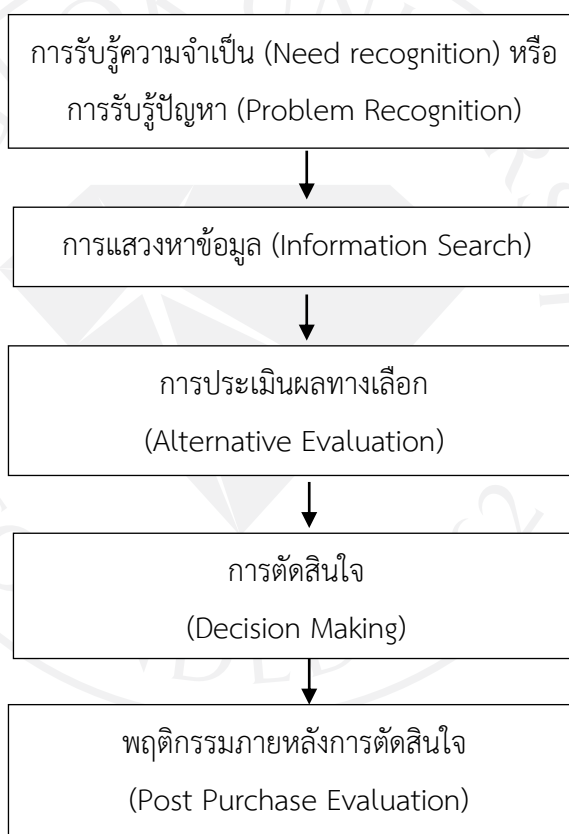 การรับรู้ความจำเป็น (Need recognition) หรือ
การรับรู้ปัญหา (Problem Recognition)
การแสวงหาข้อมูล (Information Search)
การประเมินผลทางเลือก
(Alternative Evaluation)
การตัดสินใจ
(Decision Making)
พฤติกรรมภายหลังการตัดสินใจ
(Post Purchase Evaluation)